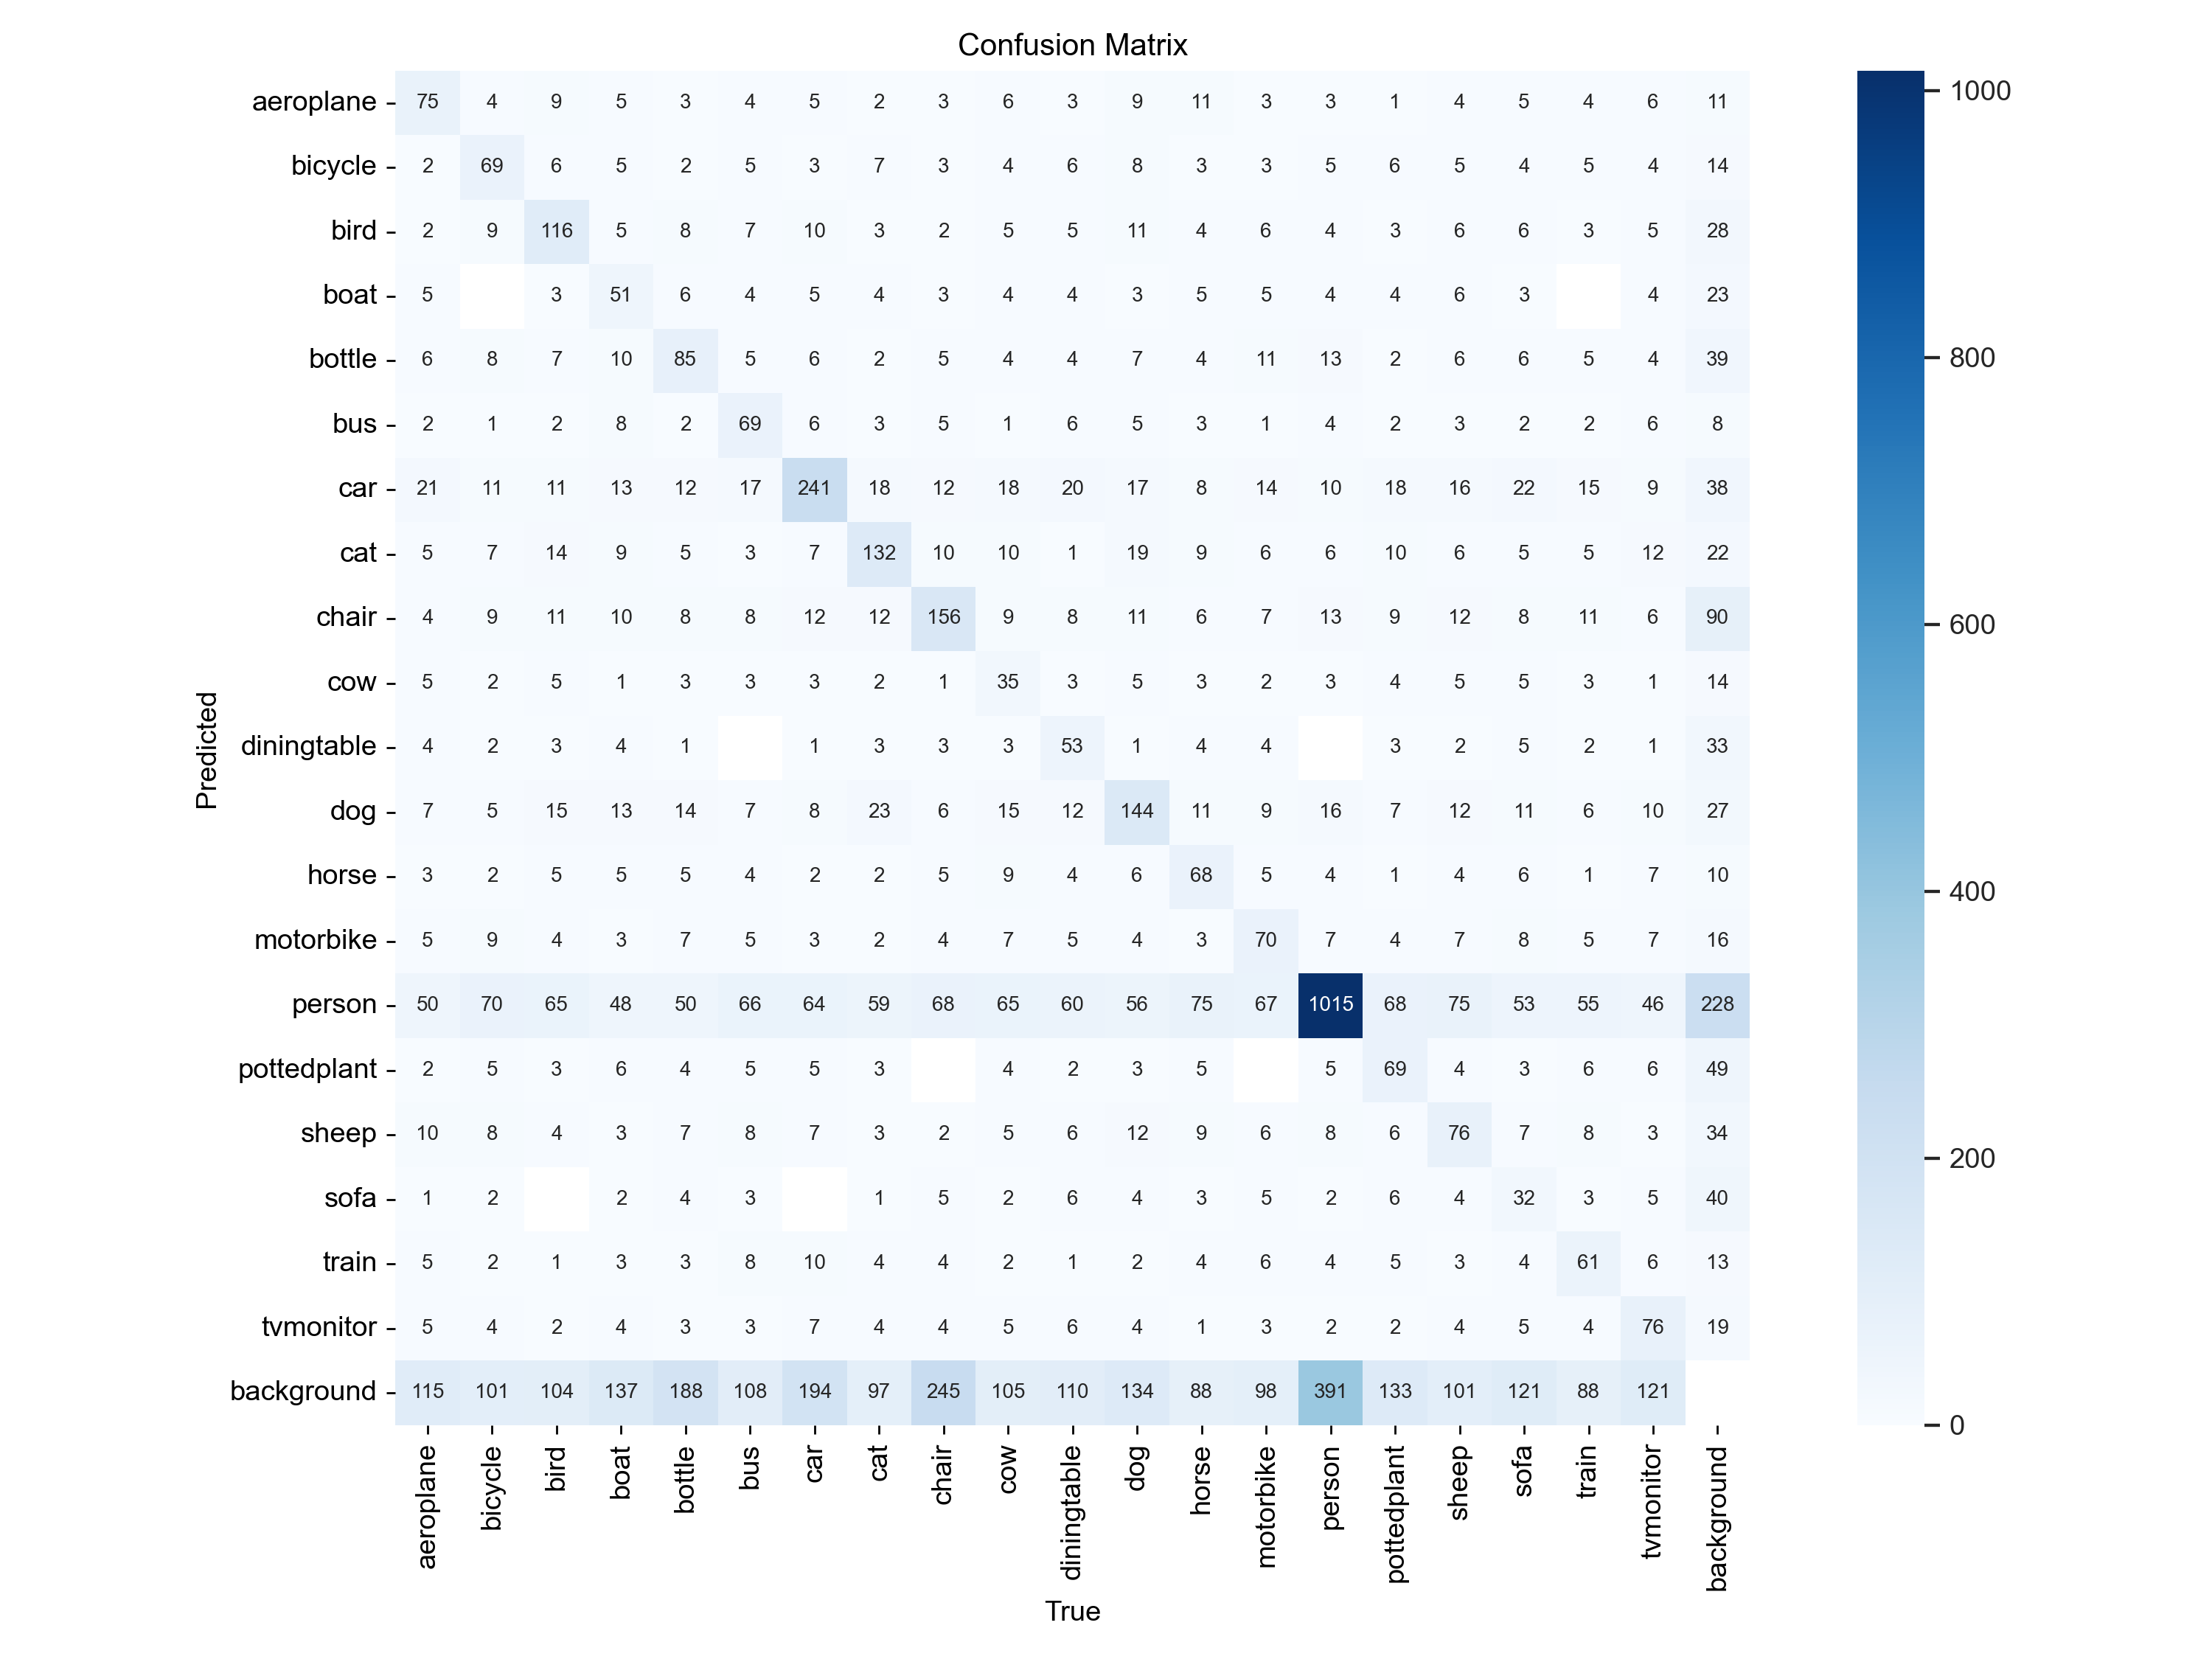 Confusion Matrix
aeroplane 75 4 9 5 3 4 5 2 3 6 3 9 11 3 3 1 4 5 4 6 11
bicycle 2 69 6 5 2 5 3 7 3 4 6 8 3 3 5 6 5 4 5 4 14
bird 2 9 116 5 8 7 10 3 2 5 5 11 4 6 4 3 6 6 3 5 28
boat 5 3 51 6 4 5 4 3 4 4 3 5 5 4 4 6 3 4 23
bottle 6 8 7 10 85 5 6 2 5 4 4 7 4 11 13 2 6 6 5 4 39
bus 2 1 2 8 2 69 6 3 5 1 6 5 3 1 4 2 3 2 2 6 8
car 21 11 11 13 12 17 241 18 12 18 20 17 8 14 10 18 16 22 15 9 38
cat 5 7 14 9 5 3 7 132 10 10 1 19 9 6 6 10 6 5 5 12 22
chair 4 9 11 10 8 8 12 12 156 9 8 11 6 7 13 9 12 8 11 6 90
cow 5 2 5 1 3 3 3 2 1 35 3 5 3 2 3 4 5 5 3 1 14
diningtable 4 2 3 4 1 1 3 3 3 53 1 4 4 3 2 5 2 1 33
dog 7 5 15 13 14 7 8 23 6 15 12 144 11 9 16 7 12 11 6 10 27
horse 3 2 5 5 5 4 2 2 5 9 4 6 68 5 4 1 4 6 1 7 10
motorbike 5 9 4 3 7 5 3 2 4 7 5 4 3 70 7 4 7 8 5 7 16
person 50 70 65 48 50 66 64 59 68 65 60 56 75 67 1015 68 75 53 55 46 228
pottedplant 2 5 3 6 4 5 5 3 4 2 3 5 5 69 4 3 6 6 49
sheep 10 8 4 3 7 8 7 3 2 5 6 12 9 6 8 6 76 7 8 3 34
sofa 1 2 2 4 3 1 5 2 6 4 3 5 2 6 4 32 3 5 40
train 5 2 1 3 3 8 10 4 4 2 1 2 4 6 4 5 3 4 61 6 13
tvmonitor 5 4 2 4 3 3 7 4 4 5 6 4 1 3 2 2 4 5 4 76 19
background 115 101 104 137 188 108 194 97 245 105 110 134 88 98 391 133 101 121 88 121
aeroplane bicycle bird boat bottle bus car cat chair cow diningtable dog horse motorbike person pottedplant sheep sofa train tvmonitor background
True
Predicted
1000
800
600
400
200
0